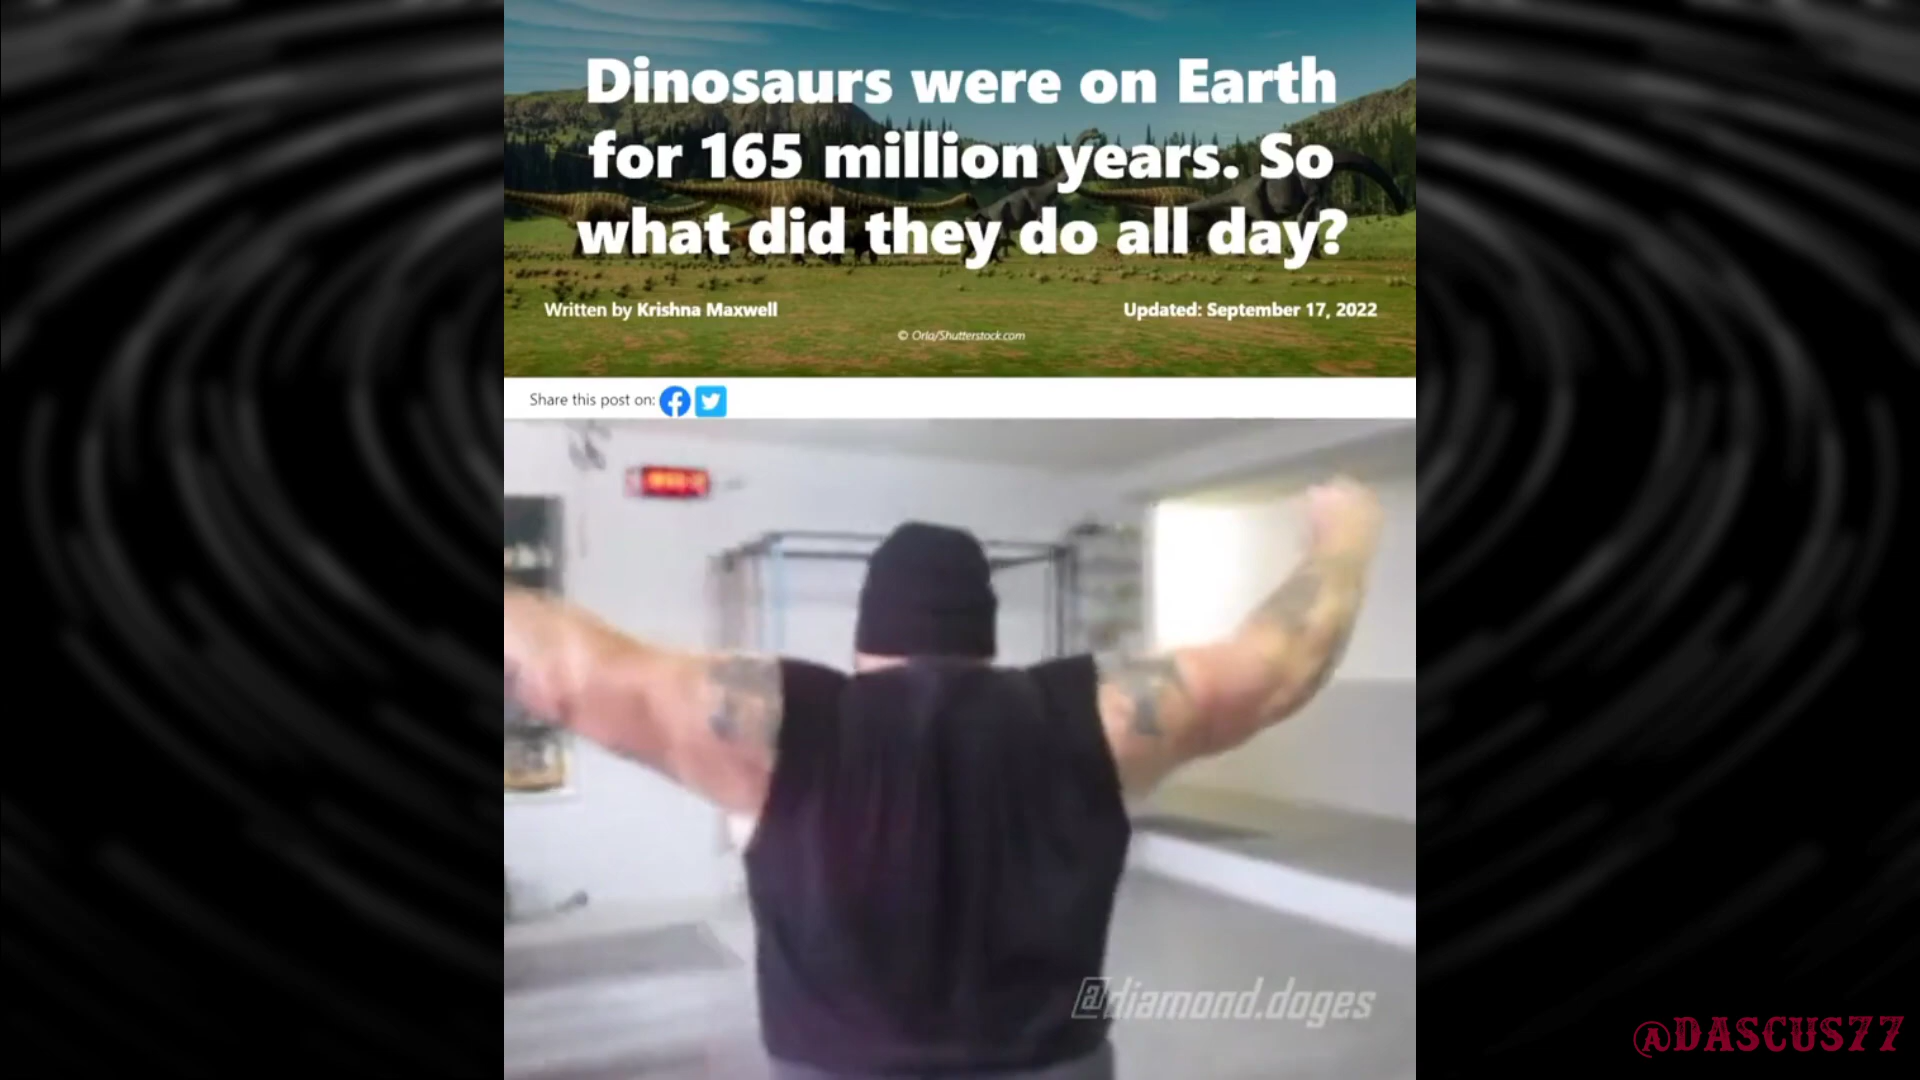 Dinosaurs were on Earth
for 165 million years. So
what did they do all day?
Written by Krishna Maxwell
Updated: September 17, 2022
© Orla/Shutterstock.com
Share this post on:
@diamond.doges
@DASCUS77